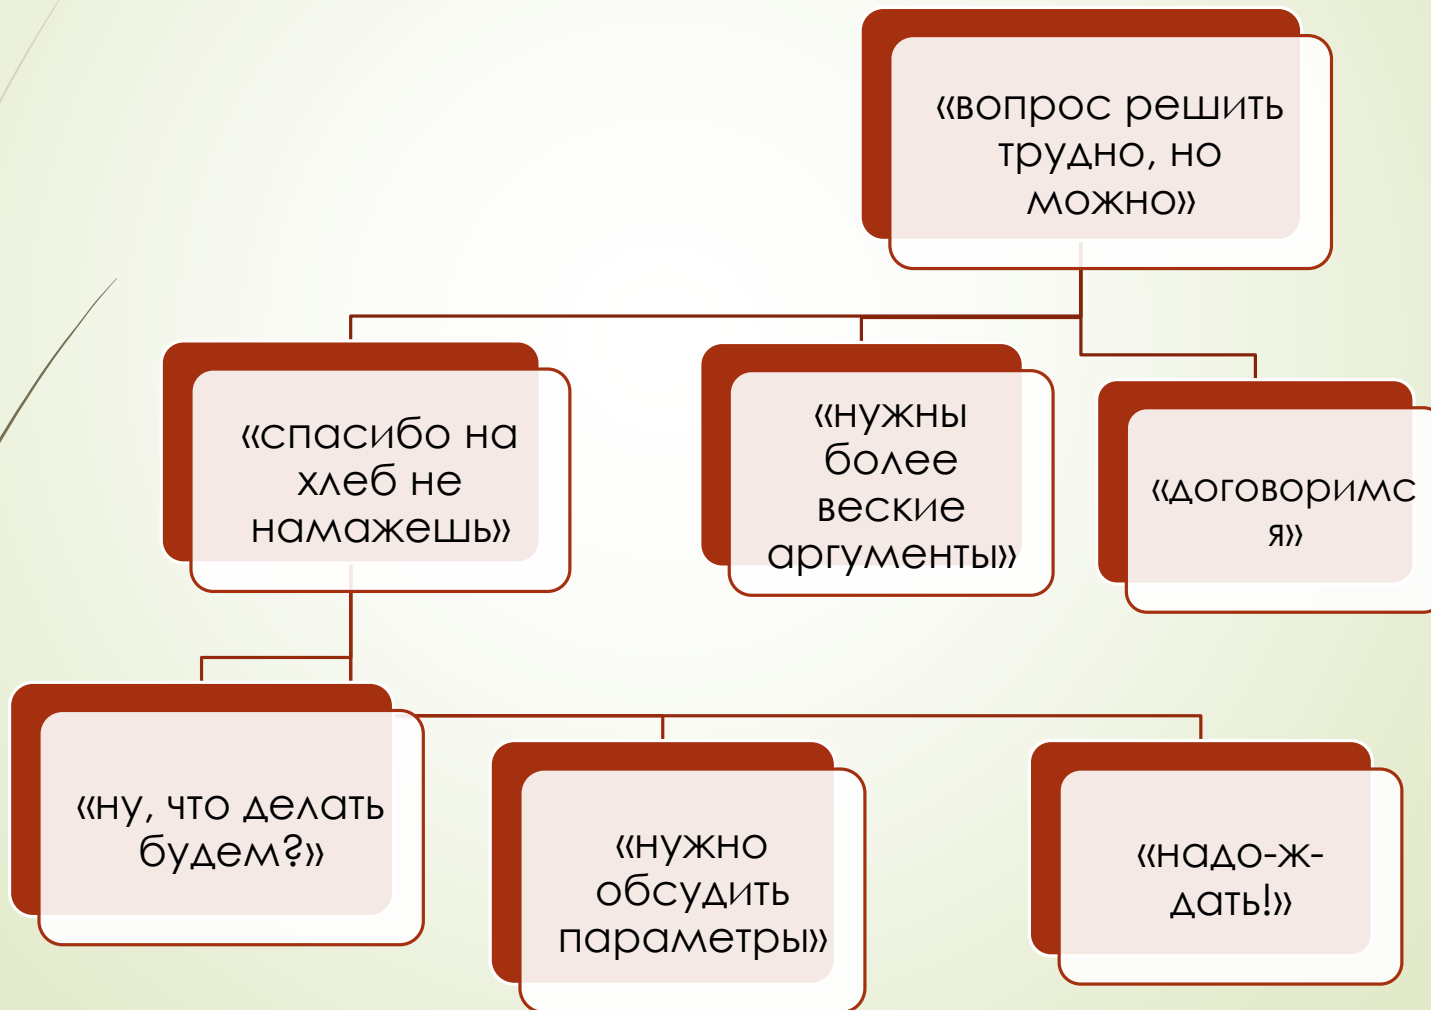 «вопрос решить
трудно, но
можно»
«спасибо на
хлеб не
намажешь»
«нужны
более
веские
аргументы»
«договоримс
я»
«ну, что делать
будем?»
«нужно
обсудить
параметры»
«надо-ж-
дать!»